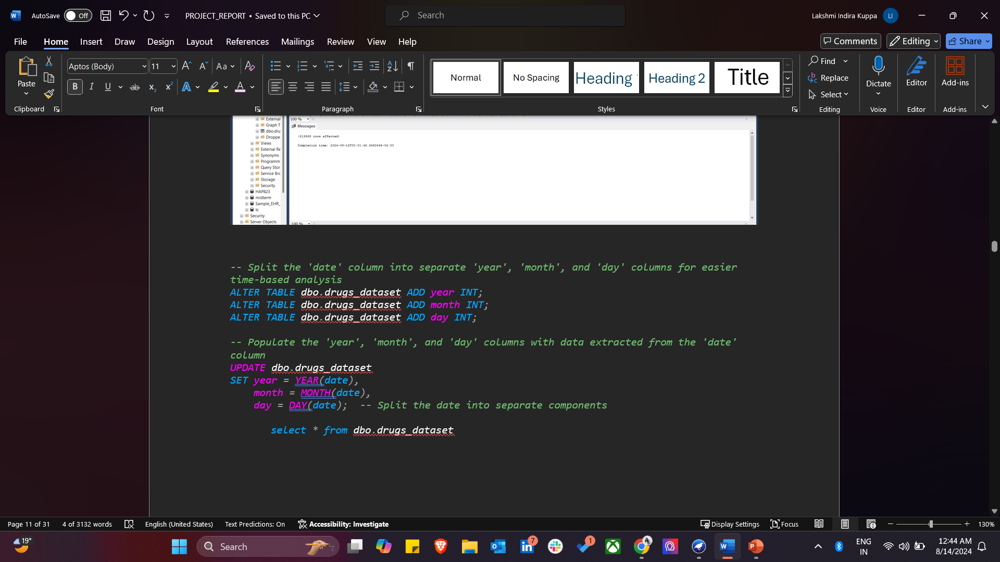 AutoSave Off PROJECT_REPORT • Saved to this PC Search Lakshmi Indira Kuppa LI
File Home Insert Draw Design Layout References Mailings Review View Help Comments Editing Share
Paste
Clipboard
Aptos (Body) 11
Font
Paragraph
Normal
No Spacing
Heading
Heading 2
Title
Styles
Find
Replace
Select
Editing
Dictate
Voice
Editor
Editor
Add-ins
Add-ins
External
Graph T
dbo.dru
Droppe
Views
External Re
Synonyms
Programm
Query Stor
Service Brc
Storage
Security
HAP823
midterm
Sample_EHR_
tc
Security
Server Objects
100 %
Messages
(213869 rows affected)
Completion time: 2024-08-12T00:01:46.3460448-04:00
100 %
-- Split the 'date' column into separate 'year', 'month', and 'day' columns for easier
time-based analysis
ALTER TABLE dbo.drugs_dataset ADD year INT;
ALTER TABLE dbo.drugs_dataset ADD month INT;
ALTER TABLE dbo.drugs_dataset ADD day INT;
-- Populate the 'year', 'month', and 'day' columns with data extracted from the 'date'
column
UPDATE dbo.drugs_dataset
SET year = YEAR(date),
month = MONTH(date),
day = DAY(date); -- Split the date into separate components
select * from dbo.drugs_dataset
Page 11 of 31 4 of 3132 words English (United States) Text Predictions: On Accessibility: Investigate Display Settings Focus 130%
19° Search 7 1 ENG IN 12:44 AM 8/14/2024